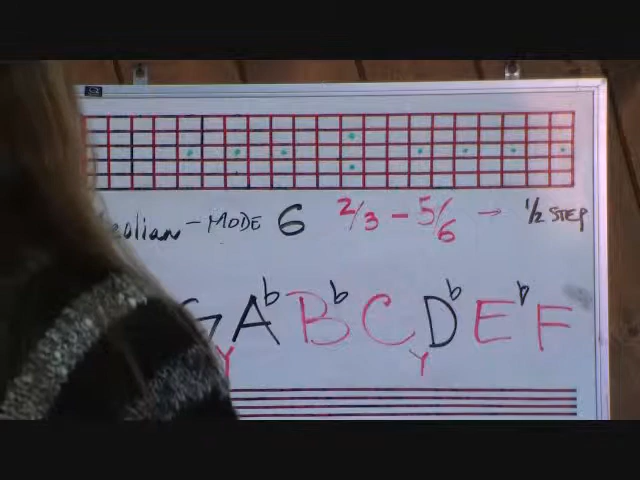 eolian - MODE 6 2/3 - 5/6 → 1/2 STEP
G A♭ B♭ C D♭ E♭ F
Y Y